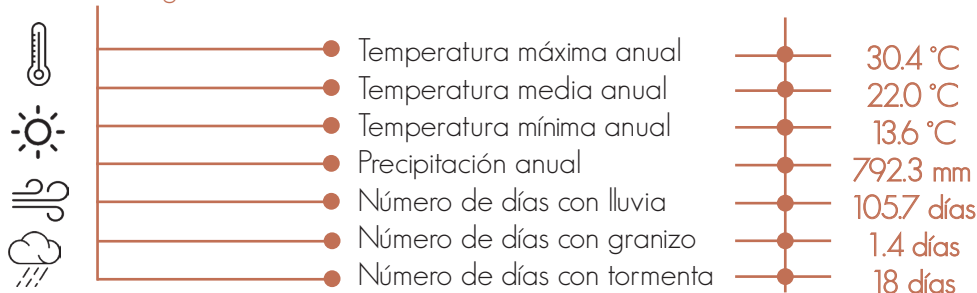 Temperatura máxima anual 30.4 °C
Temperatura media anual 22.0 °C
Temperatura mínima anual 13.6 °C
Precipitación anual 792.3 mm
Número de días con lluvia 105.7 días
Número de días con granizo 1.4 días
Número de días con tormenta 18 días